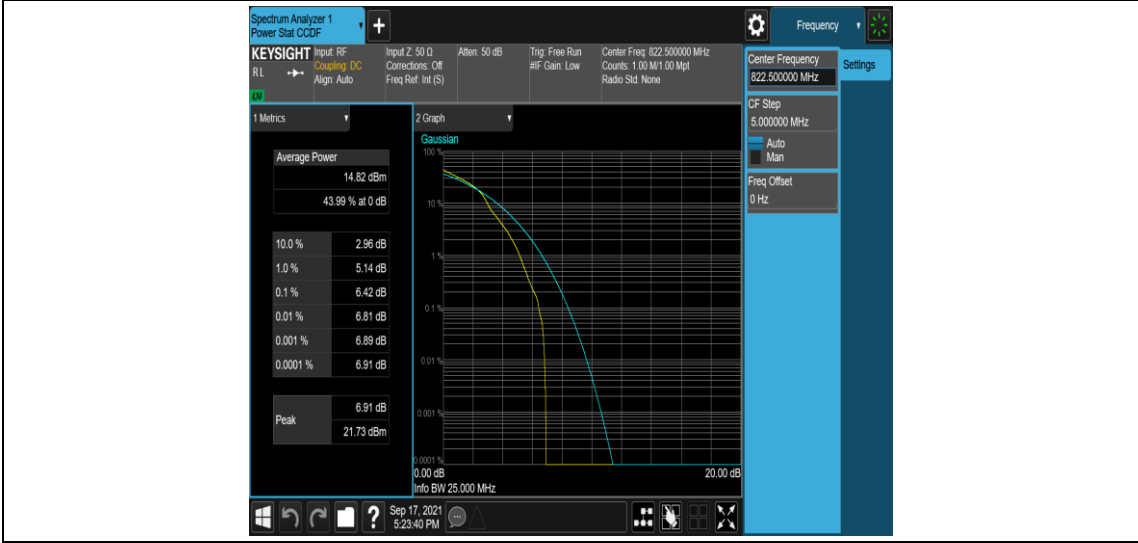 Spectrum Analyzer 1
Power Stat CCDF
+
Frequency
KEYSIGHT
Input: RF
Coupling: DC
Align: Auto
RL
Input Z: 50 Ω
Corrections: Off
Freq Ref: Int (S)
Atten: 50 dB
Trig: Free Run
#IF Gain: Low
Center Freq: 822.500000 MHz
Counts: 1.00 M/1.00 Mpt
Radio Std: None
Center Frequency
822.500000 MHz
Settings
CF Step
5.000000 MHz
Auto
Man
Freq Offset
0 Hz
1 Metrics
Average Power
14.82 dBm
43.99 % at 0 dB
10.0 % 2.96 dB
1.0 % 5.14 dB
0.1 % 6.42 dB
0.01 % 6.81 dB
0.001 % 6.89 dB
0.0001 % 6.91 dB
Peak
6.91 dB
21.73 dBm
2 Graph
Gaussian
100 %
10 %
1 %
0.1 %
0.01 %
0.001 %
0.0001 %
0.00 dB
20.00 dB
Info BW 25.000 MHz
?
Sep 17, 2021
5:23:40 PM